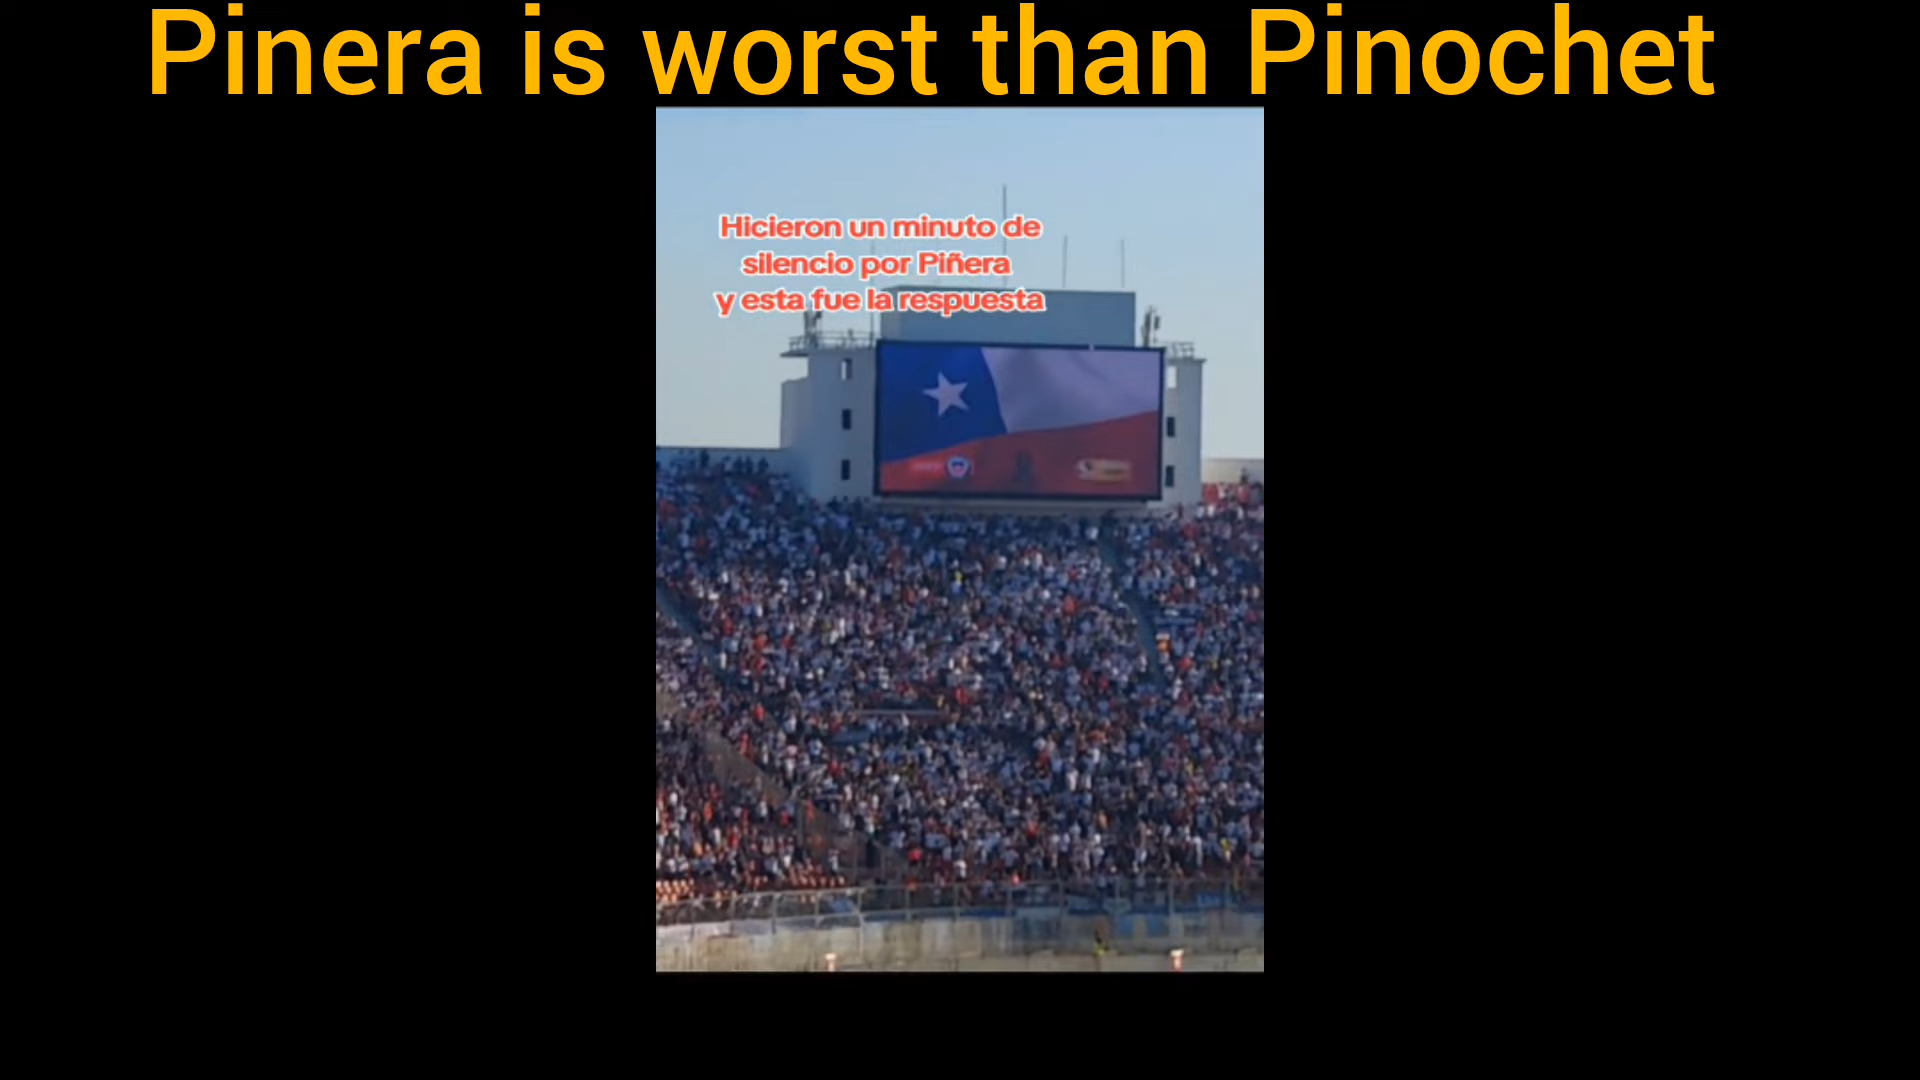 Pinera is worst than Pinochet
Hicieron un minuto de
silencio por Piñera
y esta fue la respuesta